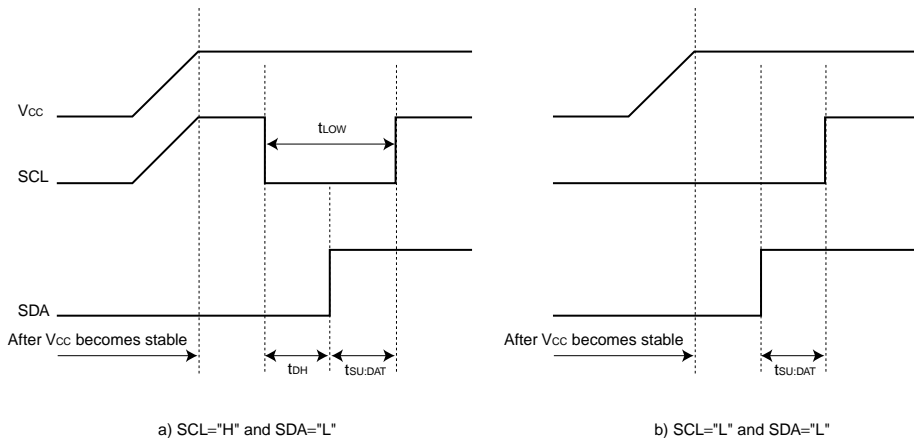 VCC
tLOW
SCL
SDA
After VCC becomes stable
tDH
tSU:DAT
a) SCL="H" and SDA="L"
After VCC becomes stable
tSU:DAT
b) SCL="L" and SDA="L"